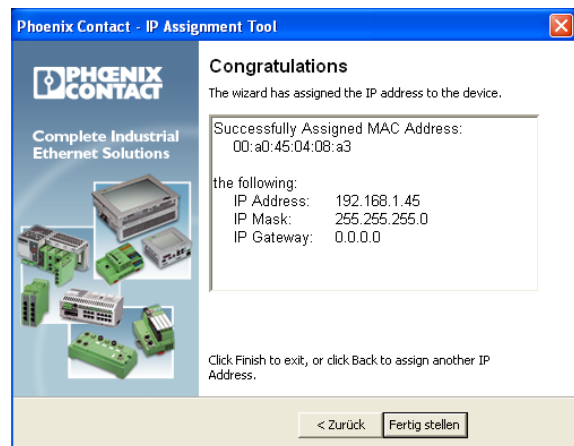 Phoenix Contact - IP Assignment Tool
PHŒNIX
CONTACT
Complete Industrial
Ethernet Solutions
Congratulations
The wizard has assigned the IP address to the device.
Successfully Assigned MAC Address:
00:a0:45:04:08:a3
the following:
IP Address: 192.168.1.45
IP Mask: 255.255.255.0
IP Gateway: 0.0.0.0
Click Finish to exit, or click Back to assign another IP
Address.
< Zurück
Fertig stellen